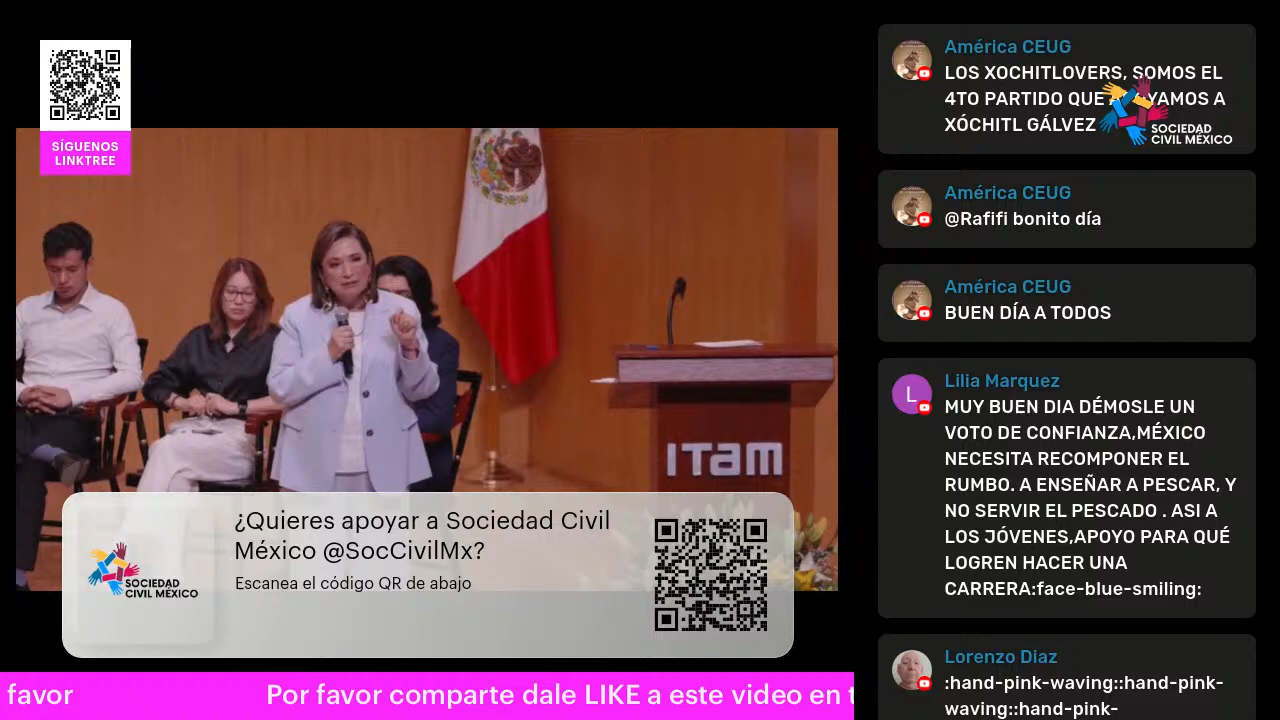 SÍGUENOS
LINKTREE
ITAM
¿Quieres apoyar a Sociedad Civil
México @SocCivilMx?
Escanea el código QR de abajo
SOCIEDAD
CIVIL MÉXICO
favor
Por favor comparte dale LIKE a este video en
América CEUG
LOS XOCHITLOVERS, SOMOS EL
4TO PARTIDO QUE
XÓCHITL GÁLVEZ
SOCIEDAD
CIVIL MÉXICO
América CEUG
@Rafifi bonito día
América CEUG
BUEN DÍA A TODOS
L
Lilia Marquez
MUY BUEN DIA DÉMOSLE UN
VOTO DE CONFIANZA,MÉXICO
NECESITA RECOMPONER EL
RUMBO. A ENSEÑAR A PESCAR, Y
NO SERVIR EL PESCADO . ASI A
LOS JÓVENES,APOYO PARA QUÉ
LOGREN HACER UNA
CARRERA:face-blue-smiling:
Lorenzo Diaz
:hand-pink-waving::hand-pink-
waving::hand-pink-